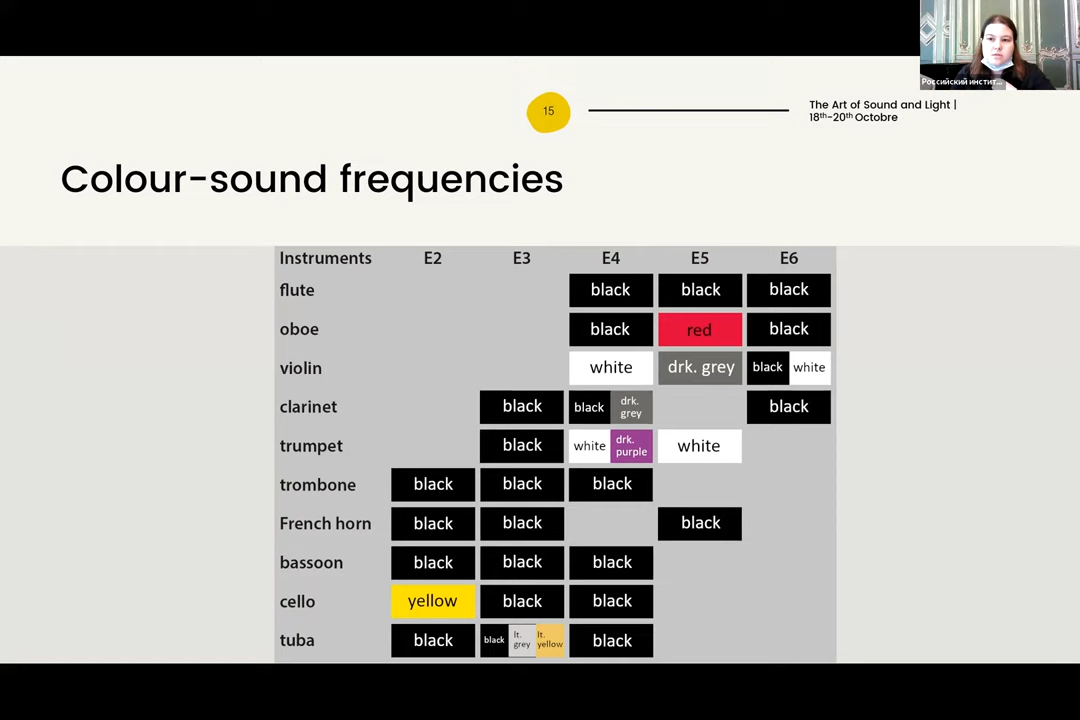 Российский инстит...
15
The Art of Sound and Light |
18th-20th Octobre
Colour-sound frequencies
Instruments E2 E3 E4 E5 E6
flute black black black
oboe black red black
violin white drk. grey black white
clarinet black black drk. grey black
trumpet black white drk. purple white
trombone black black black
French horn black black black
bassoon black black black
cello yellow black black
tuba black black lt. grey lt. yellow black